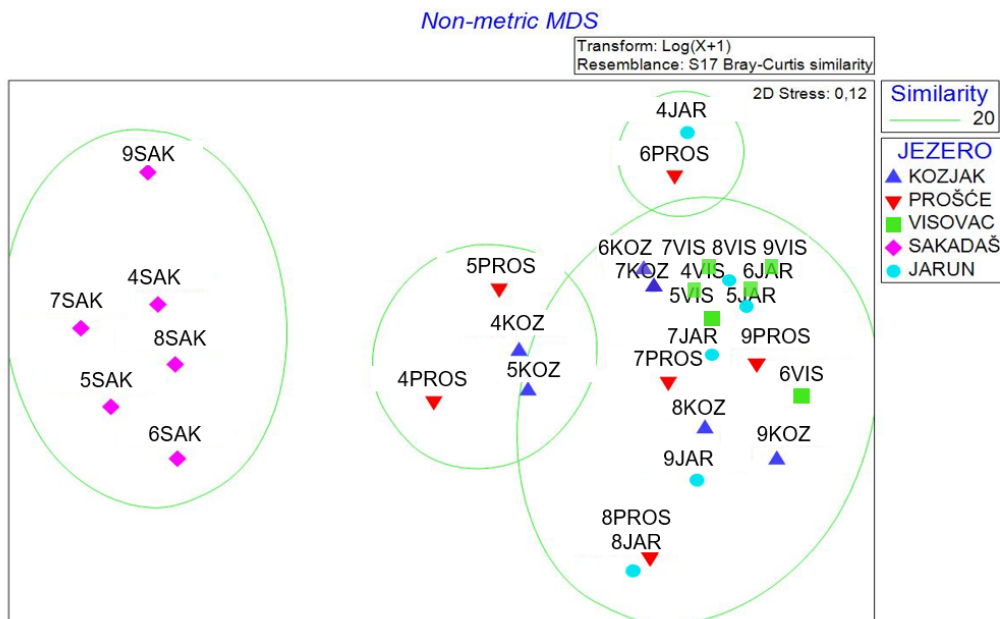 Non-metric MDS
Transform: Log(X+1)
Resemblance: S17 Bray-Curtis similarity
2D Stress: 0,12
Similarity
20
JEZERO
KOZJAK
PROŠĆE
VISOVAC
SAKADAŠ
JARUN
4JAR
6PROS
9SAK
4SAK
7SAK
8SAK
5SAK
6SAK
5PROS
4KOZ
5KOZ
4PROS
6KOZ 7VIS 8VIS 9VIS
7KOZ 4VIS 6JAR
5VIS 5JAR
7JAR
7PROS 9PROS
6VIS
8KOZ
9KOZ
9JAR
8PROS
8JAR